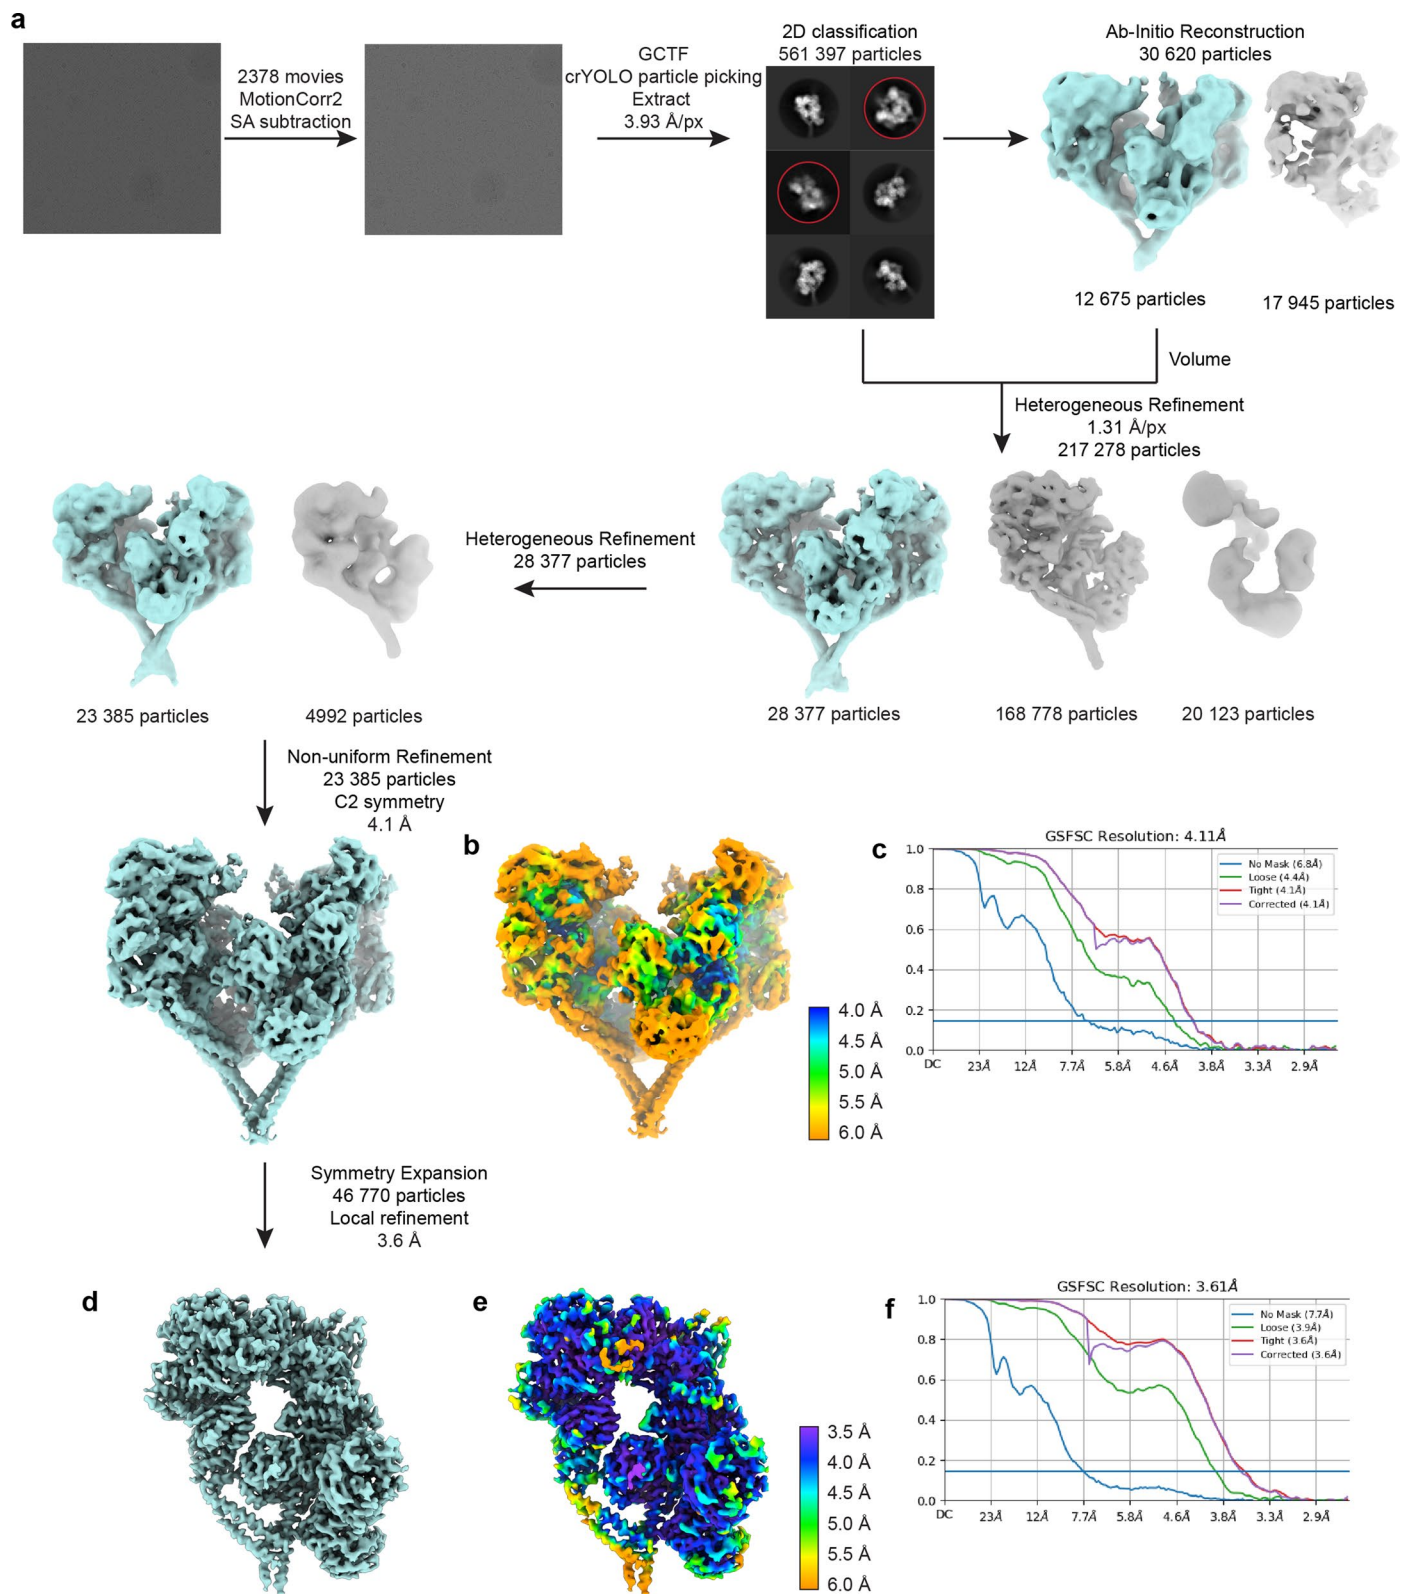 a
2378 movies
MotionCorr2
SA subtraction
GCTF
crYOLO particle picking
Extract
3.93 Å/px
2D classification
561 397 particles
Ab-Initio Reconstruction
30 620 particles
12 675 particles
17 945 particles
Volume
Heterogeneous Refinement
1.31 Å/px
217 278 particles
28 377 particles
168 778 particles
20 123 particles
Heterogeneous Refinement
28 377 particles
23 385 particles
4992 particles
Non-uniform Refinement
23 385 particles
C2 symmetry
4.1 Å
b
4.0 Å
4.5 Å
5.0 Å
5.5 Å
6.0 Å
c
GSFSC Resolution: 4.11Å
No Mask (6.8Å)
Loose (4.4Å)
Tight (4.1Å)
Corrected (4.1Å)
1.0
0.8
0.6
0.4
0.2
0.0
DC 23Å 12Å 7.7Å 5.8Å 4.6Å 3.8Å 3.3Å 2.9Å
Symmetry Expansion
46 770 particles
Local refinement
3.6 Å
d
e
3.5 Å
4.0 Å
4.5 Å
5.0 Å
5.5 Å
6.0 Å
f
GSFSC Resolution: 3.61Å
No Mask (7.7Å)
Loose (3.9Å)
Tight (3.6Å)
Corrected (3.6Å)
1.0
0.8
0.6
0.4
0.2
0.0
DC 23Å 12Å 7.7Å 5.8Å 4.6Å 3.8Å 3.3Å 2.9Å